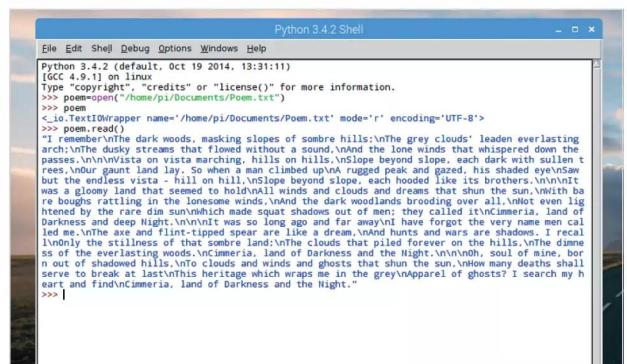 Python 3.4.2 Shell
File Edit Shell Debug Options Windows Help
Python 3.4.2 (default, Oct 19 2014, 13:31:11)
[GCC 4.9.1] on linux
Type "copyright", "credits" or "license()" for more information.
>>> poem=open("/home/pi/Documents/Poem.txt")
>>> poem
<_io.TextIOWrapper name='/home/pi/Documents/Poem.txt' mode='r' encoding='UTF-8'>
>>> poem.read()
"I remember\nThe dark woods, masking slopes of sombre hills;\nThe grey clouds' leaden everlasting
arch;\nThe dusky streams that flowed without a sound,\nAnd the lone winds that whispered down the
passes.\n\n\nVista on vista marching, hills on hills,\nSlope beyond slope, each dark with sullen t
rees,\nOur gaunt land lay. So when a man climbed up\nA rugged peak and gazed, his shaded eye\nSaw
but the endless vista - hill on hill,\nSlope beyond slope, each hooded like its brothers.\n\n\nIt
was a gloomy land that seemed to hold\nAll winds and clouds and dreams that shun the sun,\nWith ba
re boughs rattling in the lonesome winds,\nAnd the dark woodlands brooding over all,\nNot even lig
htened by the rare dim sun\nWhich made squat shadows out of men; they called it\nCimmeria, land of
Darkness and deep Night.\n\n\nIt was so long ago and far away\nI have forgot the very name men cal
led me.\nThe axe and flint-tipped spear are like a dream,\nAnd hunts and wars are shadows. I recal
l\nOnly the stillness of that sombre land;\nThe clouds that piled forever on the hills,\nThe dimne
ss of the everlasting woods.\nCimmeria, land of Darkness and the Night.\n\n\nOh, soul of mine, bor
n out of shadowed hills,\nTo clouds and winds and ghosts that shun the sun,\nHow many deaths shall
serve to break at last\nThis heritage which wraps me in the grey\nApparel of ghosts? I search my h
eart and find\nCimmeria, land of Darkness and the Night."
>>>